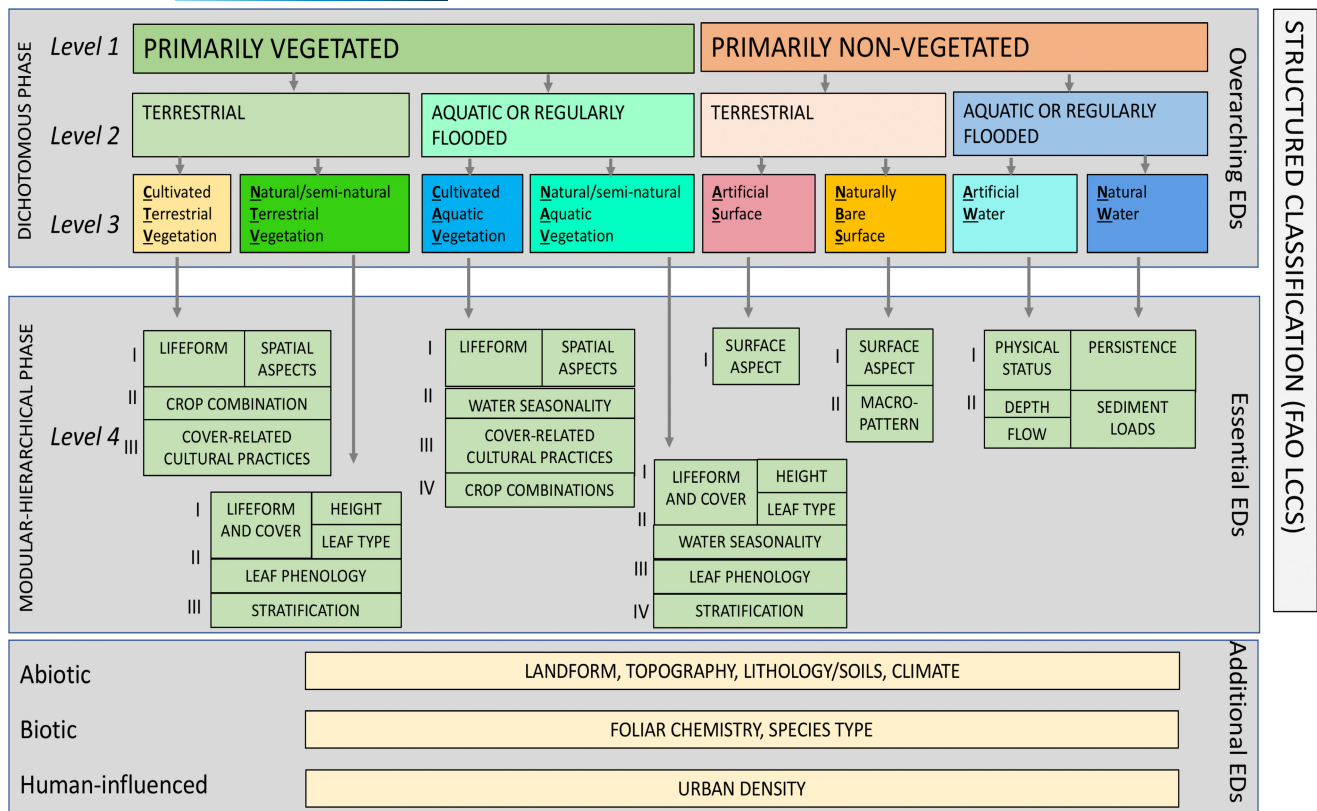 DICHOTOMOUS PHASE
Level 1
PRIMARILY VEGETATED
PRIMARILY NON-VEGETATED
Level 2
TERRESTRIAL
AQUATIC OR REGULARLY
FLOODED
TERRESTRIAL
AQUATIC OR REGULARLY
FLOODED
Level 3
Cultivated
Terrestrial
Vegetation
Natural/semi-natural
Terrestrial
Vegetation
Cultivated
Aquatic
Vegetation
Natural/semi-natural
Aquatic
Vegetation
Artificial
Surface
Naturally
Bare
Surface
Artificial
Water
Natural
Water
Overarching EDs
STRUCTURED CLASSIFICATION (FAO LCCS)
MODULAR-HIERARCHICAL PHASE
Level 4
I
LIFEFORM
SPATIAL
ASPECTS
II
CROP COMBINATION
III
COVER-RELATED
CULTURAL PRACTICES
I
LIFEFORM
AND COVER
HEIGHT
LEAF TYPE
II
LEAF PHENOLOGY
III
STRATIFICATION
I
LIFEFORM
SPATIAL
ASPECTS
II
WATER SEASONALITY
III
COVER-RELATED
CULTURAL PRACTICES
IV
CROP COMBINATIONS
I
LIFEFORM
AND COVER
HEIGHT
LEAF TYPE
II
WATER SEASONALITY
III
LEAF PHENOLOGY
IV
STRATIFICATION
I
SURFACE
ASPECT
I
SURFACE
ASPECT
II
MACRO-
PATTERN
I
PHYSICAL
STATUS
PERSISTENCE
II
DEPTH
FLOW
SEDIMENT
LOADS
Essential EDs
Abiotic
LANDFORM, TOPOGRAPHY, LITHOLOGY/SOILS, CLIMATE
Biotic
FOLIAR CHEMISTRY, SPECIES TYPE
Human-influenced
URBAN DENSITY
Additional EDs